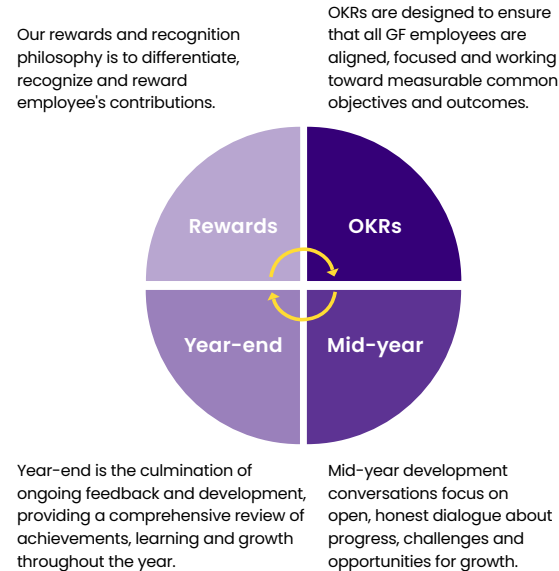 Our rewards and recognition
philosophy is to differentiate,
recognize and reward
employee's contributions.
OKRs are designed to ensure
that all GF employees are
aligned, focused and working
toward measurable common
objectives and outcomes.
Rewards
OKRs
Year-end
Mid-year
Year-end is the culmination of
ongoing feedback and development,
providing a comprehensive review of
achievements, learning and growth
throughout the year.
Mid-year development
conversations focus on
open, honest dialogue about
progress, challenges and
opportunities for growth.